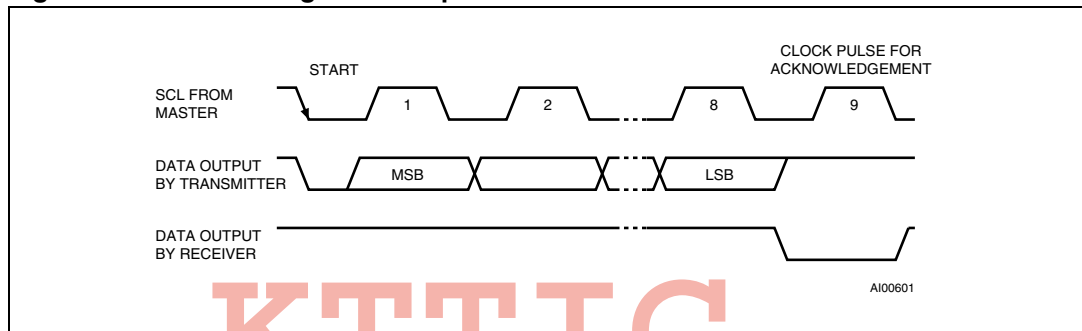 START
CLOCK PULSE FOR
ACKNOWLEDGEMENT
SCL FROM
MASTER
1
2
8
9
DATA OUTPUT
BY TRANSMITTER
MSB
LSB
DATA OUTPUT
BY RECEIVER
AI00601